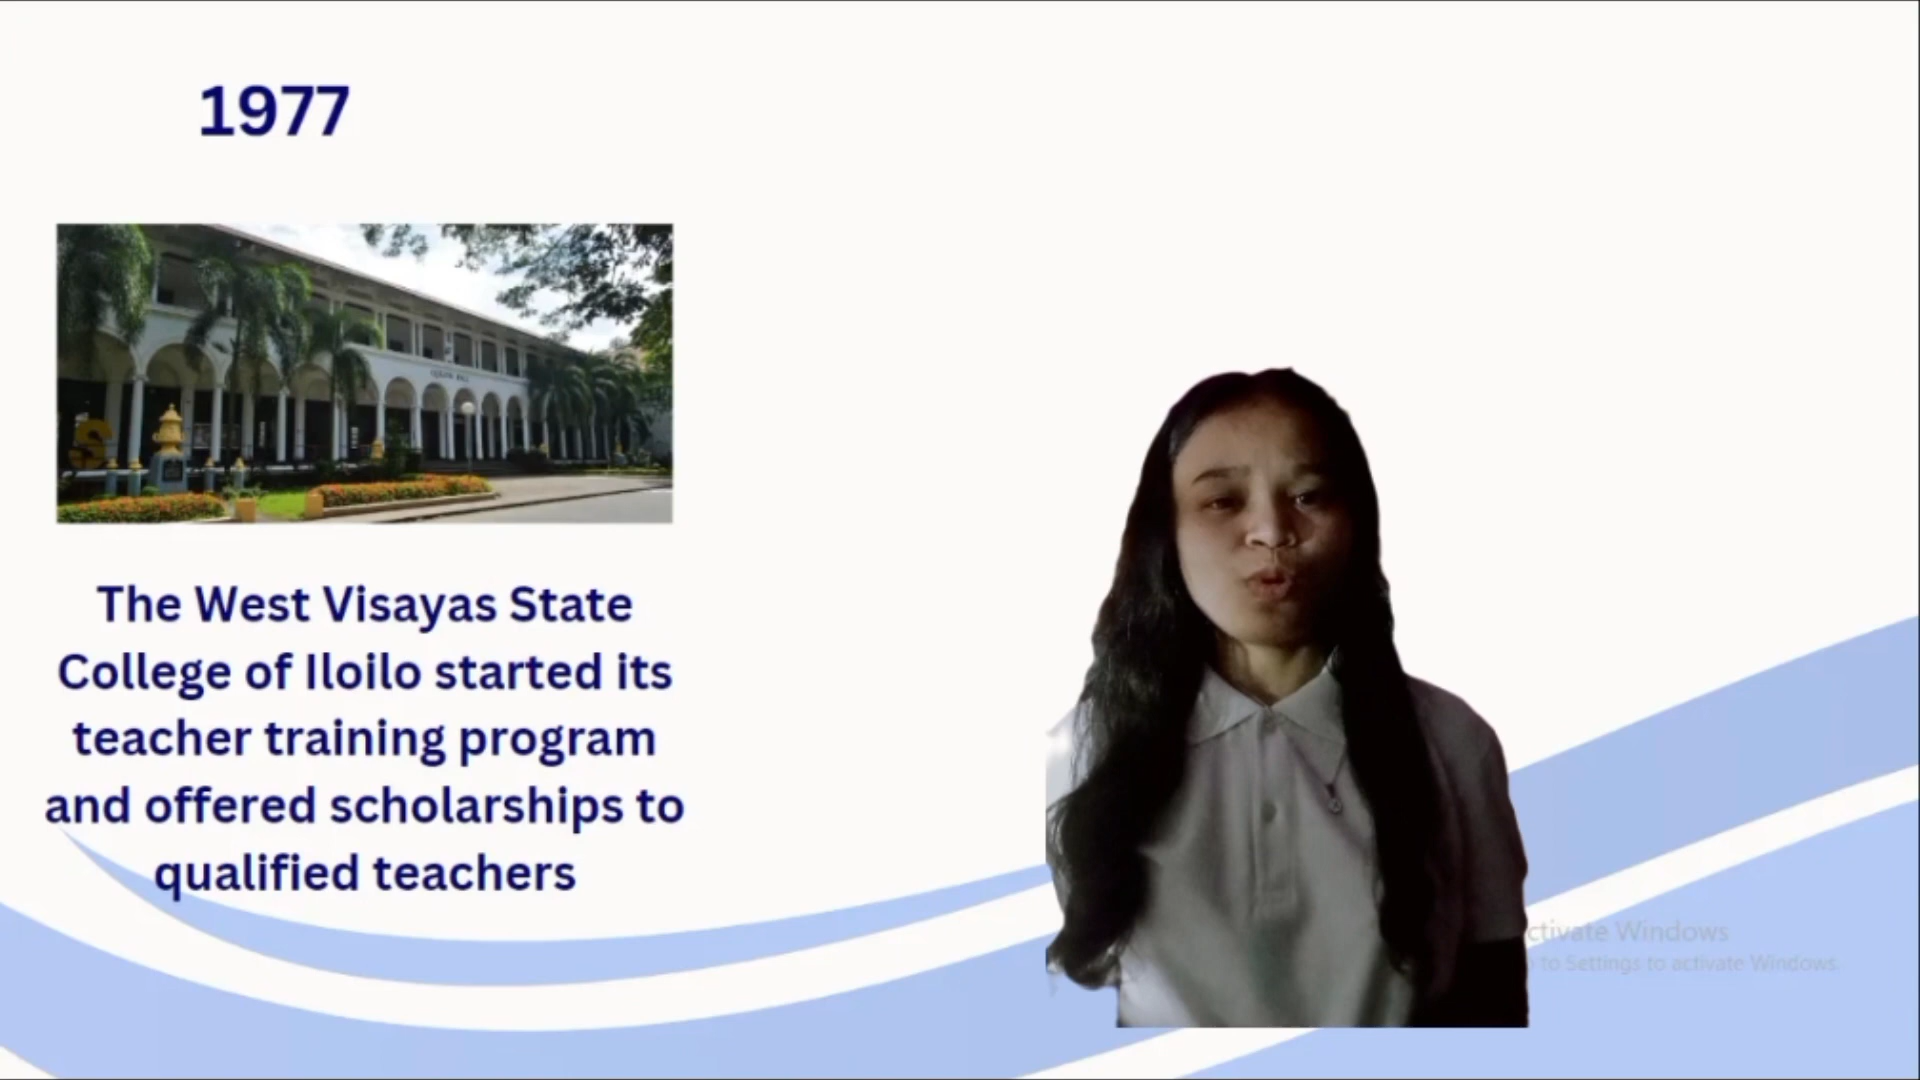 1977
The West Visayas State
College of Iloilo started its
teacher training program
and offered scholarships to
qualified teachers
ctivate Windows
to Settings to activate Windows.